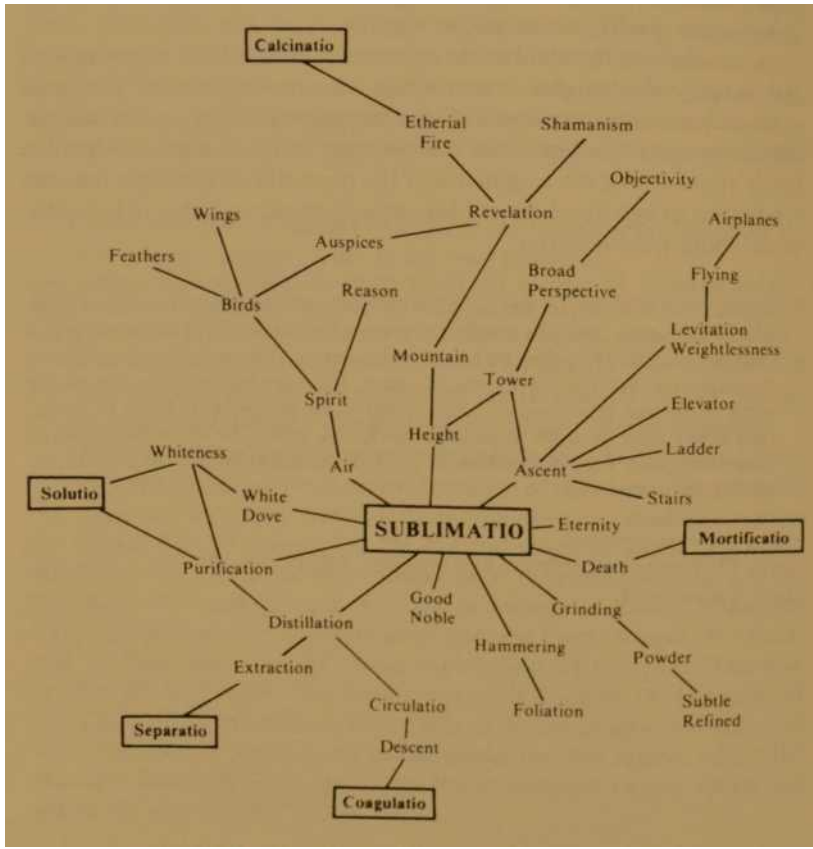 Calcinatio
Etherial
Fire
Shamanism
Objectivity
Wings
Revelation
Airplanes
Auspices
Feathers
Broad
Perspective
Flying
Reason
Birds
Levitation
Weightlessness
Mountain
Tower
Spirit
Elevator
Height
Whiteness
Ladder
Air
Ascent
Solutio
White
Dove
Stairs
SUBLIMATIO
Eternity
Mortificatio
Purification
Death
Good
Noble
Grinding
Distillation
Hammering
Powder
Extraction
Subtle
Refined
Circulatio
Foliation
Separatio
Descent
Coagulatio